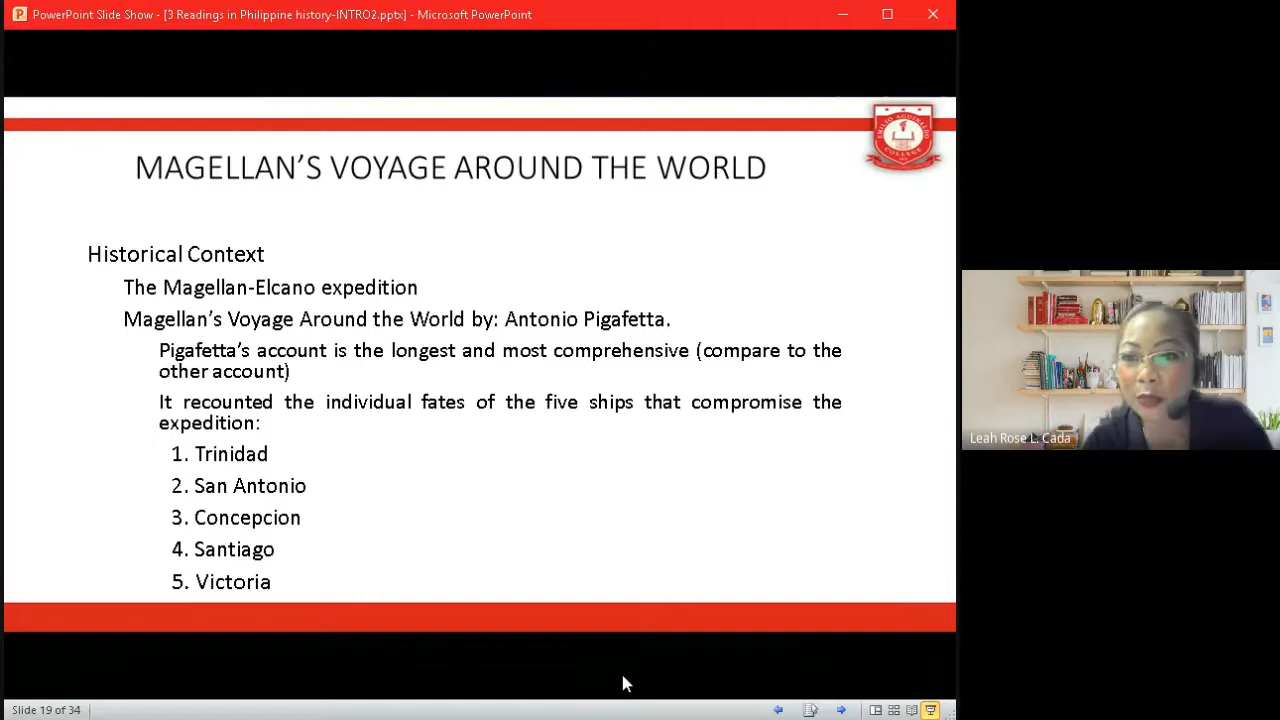 PowerPoint Slide Show - [3 Readings in Philippine history-INTRO2.pptx] - Microsoft PowerPoint
EMILIO AGUINALDO
COLLEGE
MAGELLAN'S VOYAGE AROUND THE WORLD
Historical Context
The Magellan-Elcano expedition
Magellan's Voyage Around the World by: Antonio Pigafetta.
Pigafetta's account is the longest and most comprehensive (compare to the
other account)
It recounted the individual fates of the five ships that compromise the
expedition:
1. Trinidad
2. San Antonio
3. Concepcion
4. Santiago
5. Victoria
Leah Rose L. Cada
Slide 19 of 34